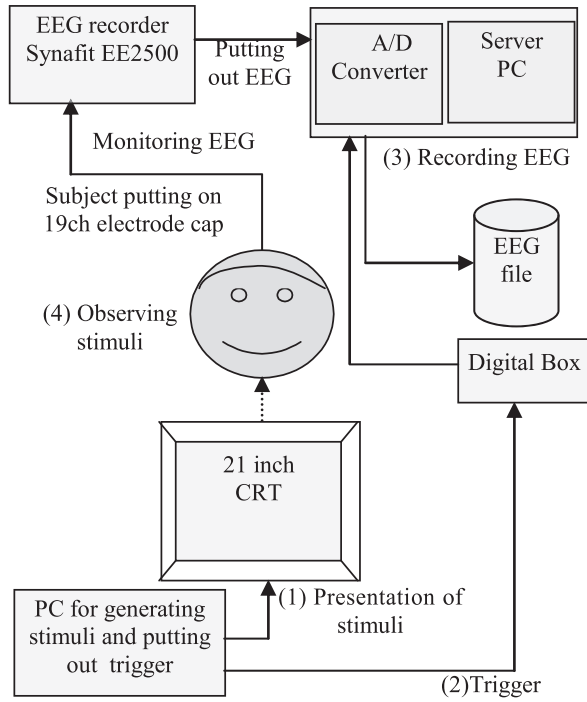 EEG recorder
Synafit EE2500
Putting
out EEG
A/D
Converter
Server
PC
Monitoring EEG
(3) Recording EEG
Subject putting on
19ch electrode cap
EEG
file
(4) Observing
stimuli
Digital Box
21 inch
CRT
(1) Presentation of
stimuli
PC for generating
stimuli and putting
out trigger
(2)Trigger